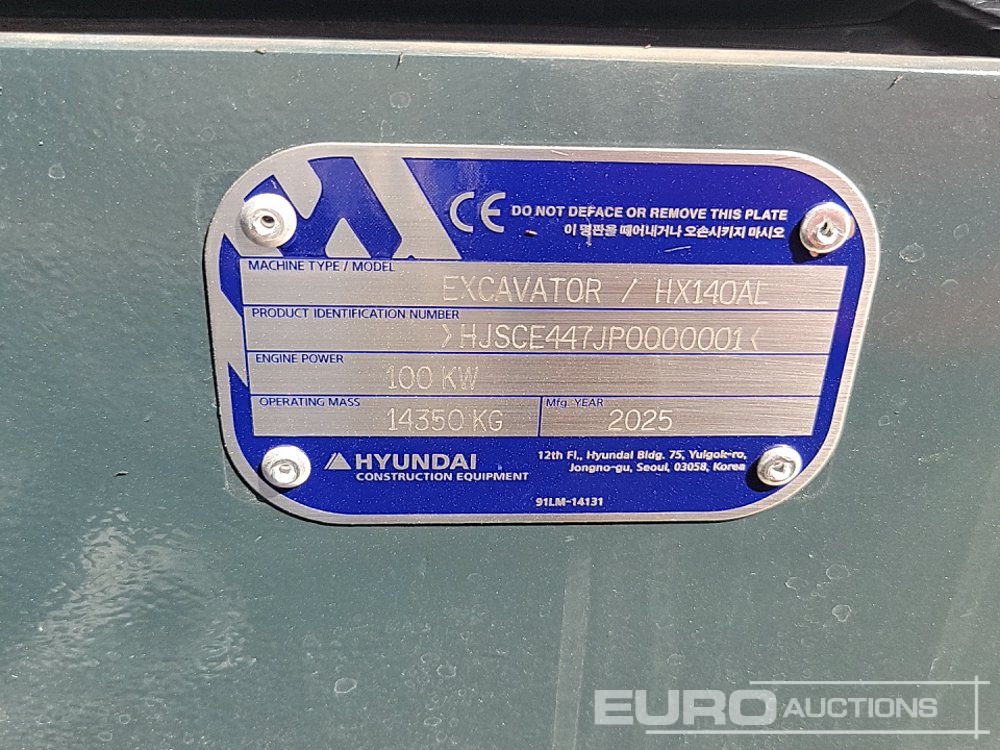 CE DO NOT DEFACE OR REMOVE THIS PLATE
이 명판을 떼어내거나 오손시키지 마시오
MACHINE TYPE / MODEL
EXCAVATOR / HX140AL
PRODUCT IDENTIFICATION NUMBER
>HJSCE447JP0000001<
ENGINE POWER
100 KW
OPERATING MASS
14350 KG
Mfg. YEAR
2025
HYUNDAI
CONSTRUCTION EQUIPMENT
12th Fl., Hyundai Bldg. 75, Yulgok-ro,
Jongno-gu, Seoul, 03058, Korea
91LM-14131
EURO AUCTIONS